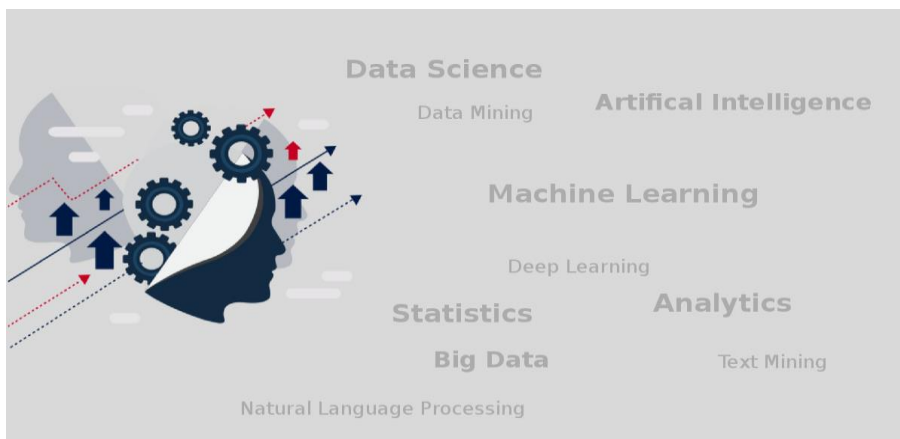 Data Science
Artifical Intelligence
Data Mining
Machine Learning
Deep Learning
Analytics
Statistics
Big Data
Text Mining
Natural Language Processing